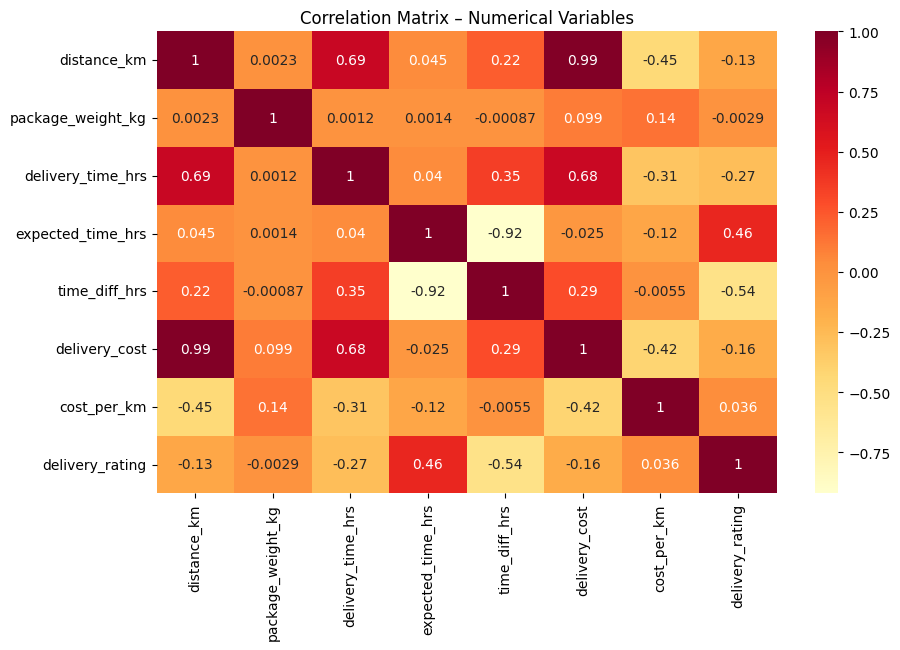 Correlation Matrix – Numerical Variables
distance_km 1 0.0023 0.69 0.045 0.22 0.99 -0.45 -0.13
package_weight_kg 0.0023 1 0.0012 0.0014 -0.00087 0.099 0.14 -0.0029
delivery_time_hrs 0.69 0.0012 1 0.04 0.35 0.68 -0.31 -0.27
expected_time_hrs 0.045 0.0014 0.04 1 -0.92 -0.025 -0.12 0.46
time_diff_hrs 0.22 -0.00087 0.35 -0.92 1 0.29 -0.0055 -0.54
delivery_cost 0.99 0.099 0.68 -0.025 0.29 1 -0.42 -0.16
cost_per_km -0.45 0.14 -0.31 -0.12 -0.0055 -0.42 1 0.036
delivery_rating -0.13 -0.0029 -0.27 0.46 -0.54 -0.16 0.036 1
distance_km
package_weight_kg
delivery_time_hrs
expected_time_hrs
time_diff_hrs
delivery_cost
cost_per_km
delivery_rating
1.00
0.75
0.50
0.25
0.00
−0.25
−0.50
−0.75